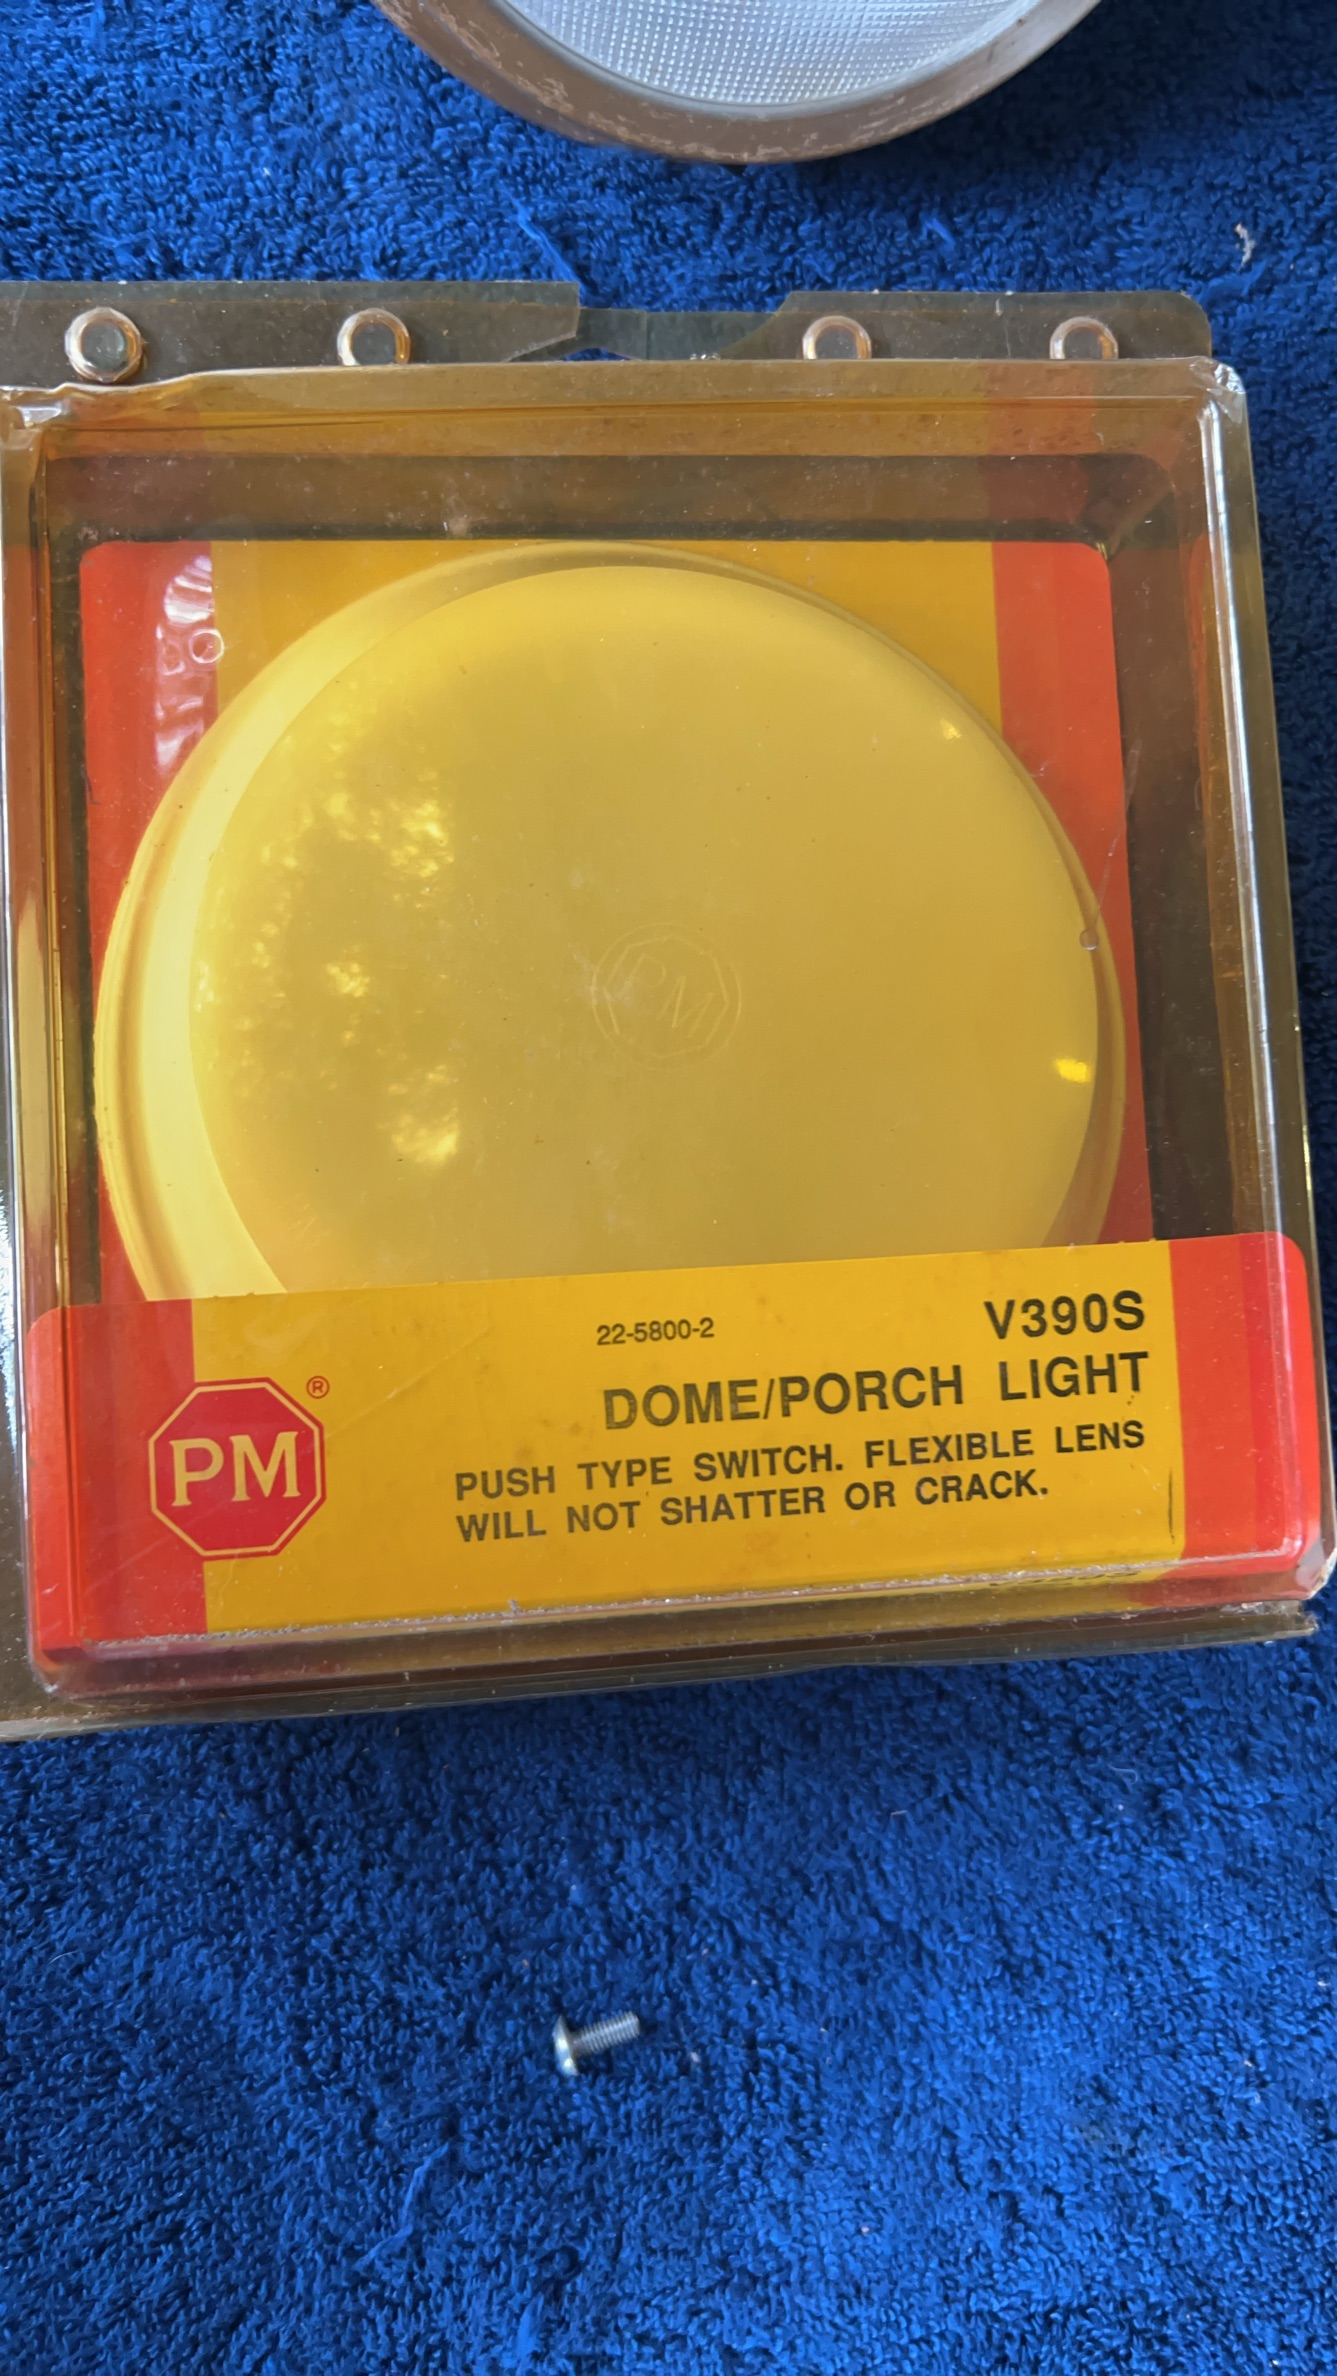 PM
22-5800-2
V390S
DOME/PORCH LIGHT
PM®
PUSH TYPE SWITCH. FLEXIBLE LENS
WILL NOT SHATTER OR CRACK.
V390S